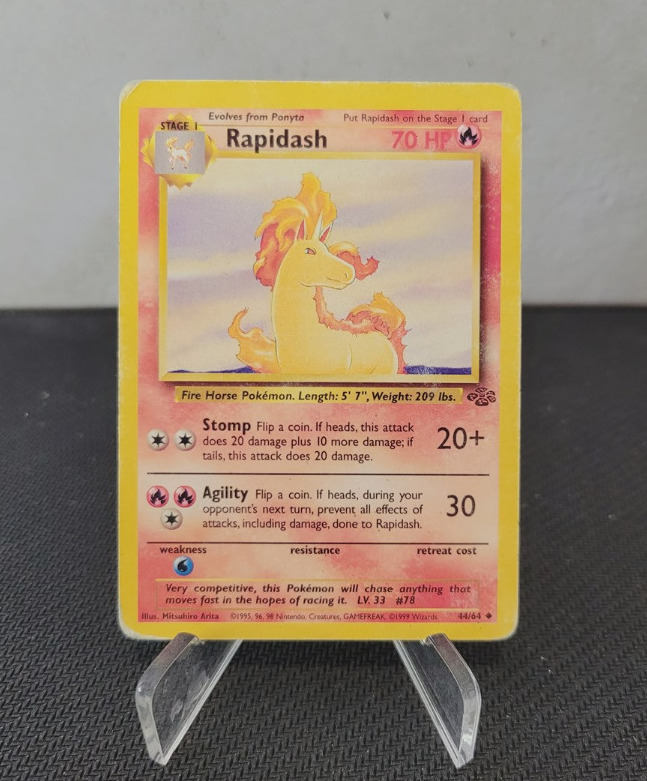 Evolves from Ponyta Put Rapidash on the Stage 1 card
STAGE 1
Rapidash 70 HP
Fire Horse Pokémon. Length: 5' 7", Weight: 209 lbs.
Stomp Flip a coin. If heads, this attack
does 20 damage plus 10 more damage; if
tails, this attack does 20 damage.
20+
Agility Flip a coin. If heads, during your
opponent's next turn, prevent all effects of
attacks, including damage, done to Rapidash.
30
weakness resistance retreat cost
Very competitive, this Pokémon will chase anything that
moves fast in the hopes of racing it. LV. 33 #78
Illus. Mitsuhiro Arita ©1995, 96, 98 Nintendo, Creatures, GAMEFREAK. ©1999 Wizards. 44/64